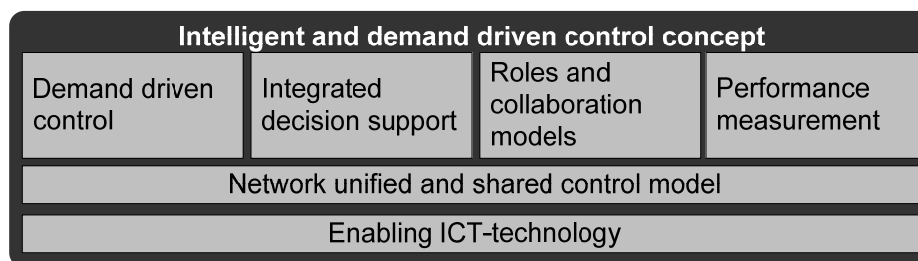 Intelligent and demand driven control concept
Demand driven
control
Integrated
decision support
Roles and
collaboration
models
Performance
measurement
Network unified and shared control model
Enabling ICT-technology